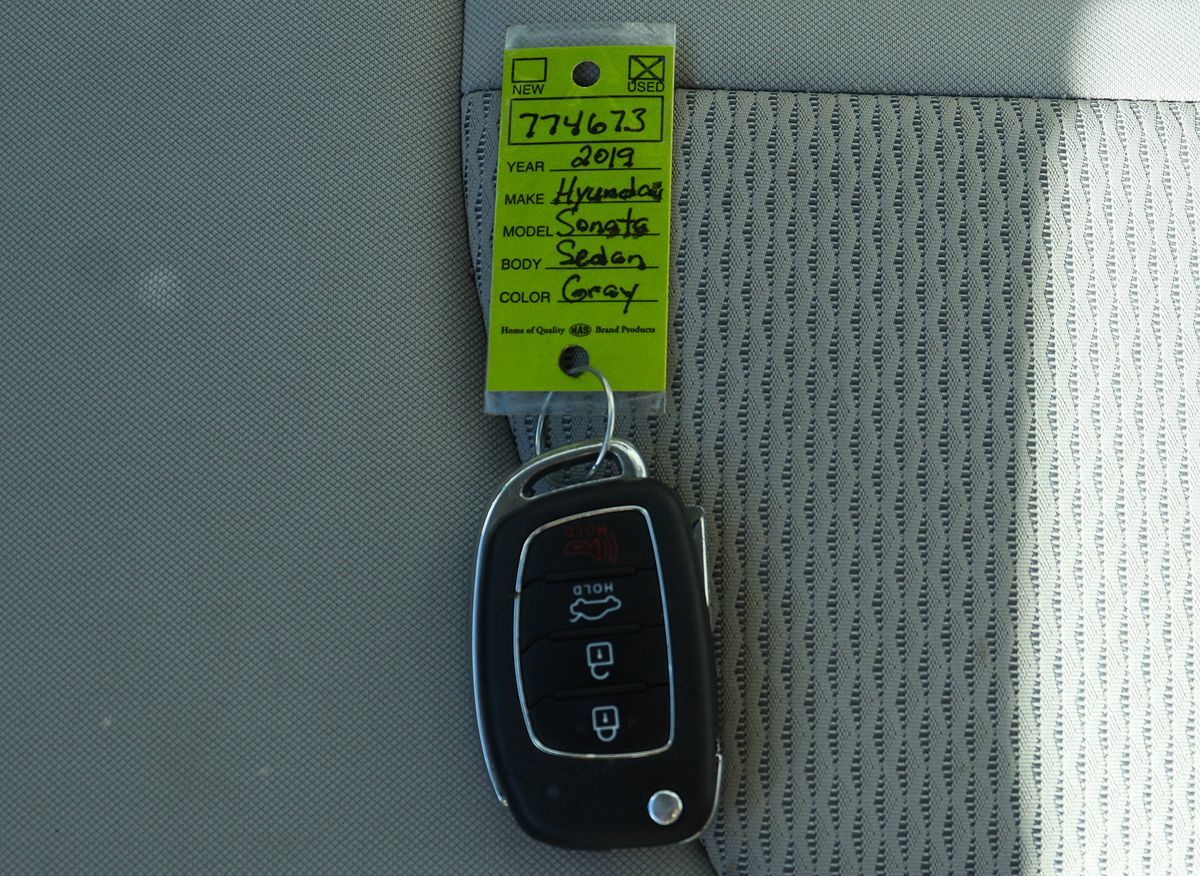 NEW USED
774673
YEAR 2019
MAKE Hyundai
MODEL Sonata
BODY Sedan
COLOR Gray
Home of Quality MAS Brand Products
HOLD
HOLD